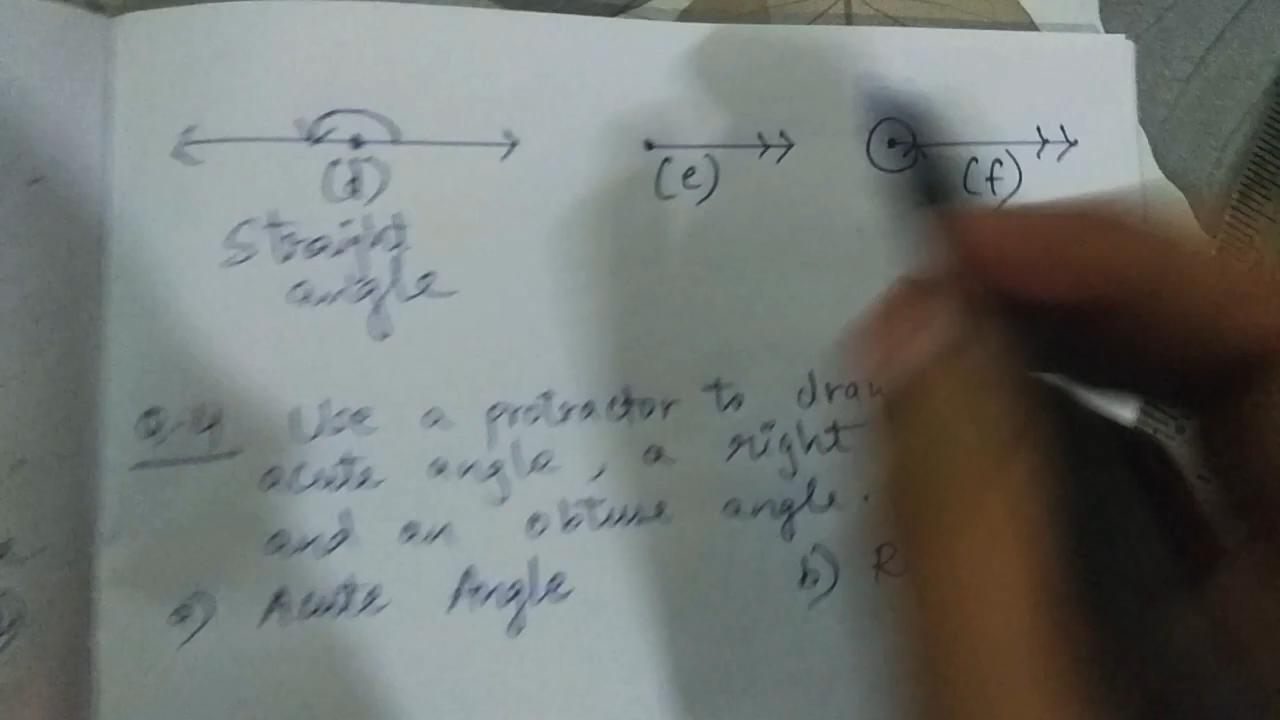 (d) (e) (f)
Straight
angle
Q.4 Use a protractor to draw
acute angle, a right
and an obtuse angle.
a) Acute Angle b) R